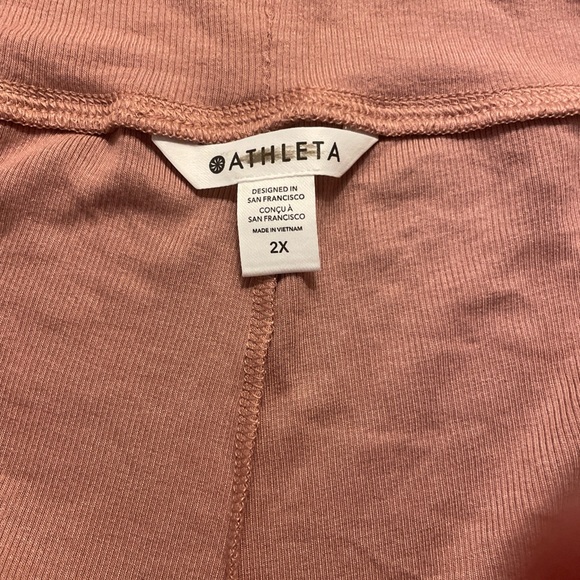 ATHLETA
DESIGNED IN
SAN FRANCISCO
CONÇU À
SAN FRANCISCO
MADE IN VIETNAM
2X